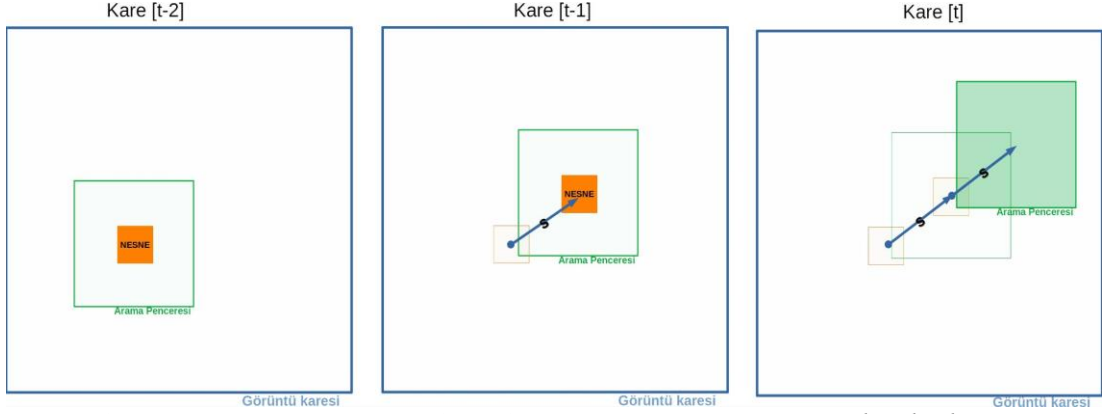 Kare [t-2]
NESNE
Arama Penceresi
Görüntü karesi
Kare [t-1]
NESNE
s
Arama Penceresi
Görüntü karesi
Kare [t]
s
s
Arama Penceresi
Görüntü karesi